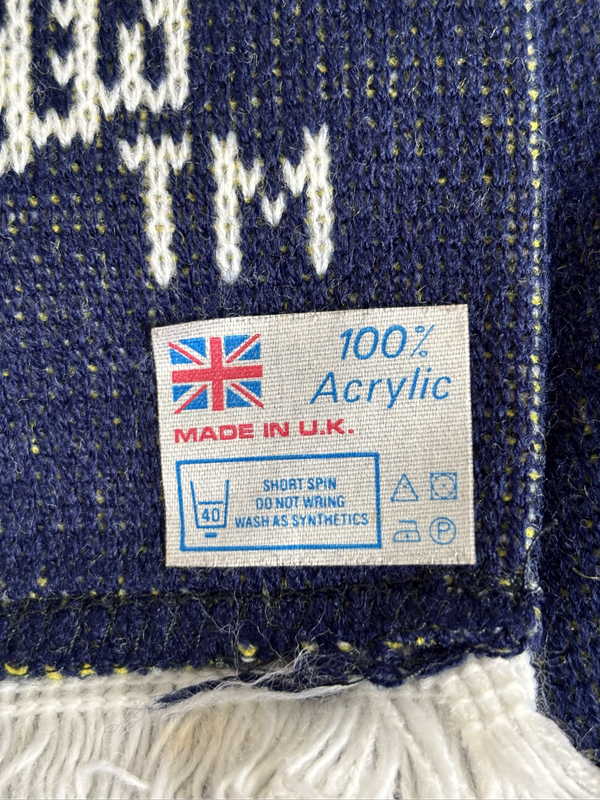 TM
100%
Acrylic
MADE IN U.K.
40
SHORT SPIN
DO NOT WRING
WASH AS SYNTHETICS
P